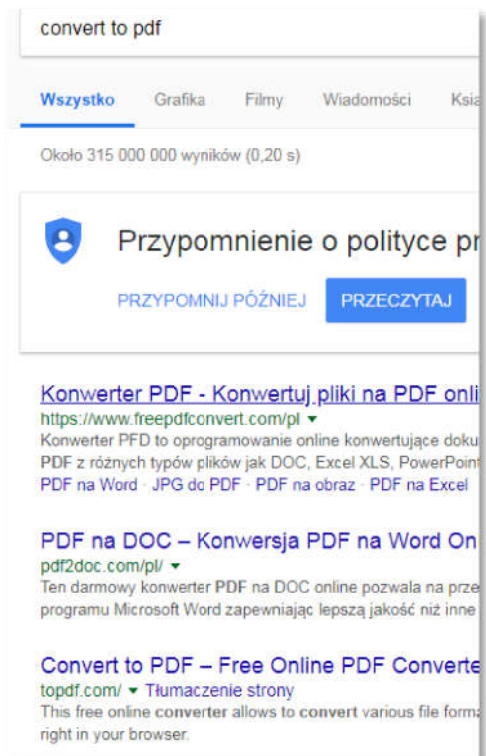 convert to pdf
Wszystko Grafika Filmy Wiadomości Ksią
Około 315 000 000 wyników (0,20 s)
Przypomnienie o polityce pr
PRZYPOMNIJ PÓŹNIEJ PRZECZYTAJ
Konwerter PDF - Konwertuj pliki na PDF onli
https://www.freepdfconvert.com/pl
Konwerter PFD to oprogramowanie online konwertujące doku
PDF z różnych typów plików jak DOC, Excel XLS, PowerPoint
PDF na Word · JPG do PDF · PDF na obraz · PDF na Excel
PDF na DOC – Konwersja PDF na Word On
pdf2doc.com/pl/
Ten darmowy konwerter PDF na DOC online pozwala na prze
programu Microsoft Word zapewniając lepszą jakość niż inne
Convert to PDF – Free Online PDF Converte
topdf.com/ Tłumaczenie strony
This free online converter allows to convert various file forma
right in your browser.